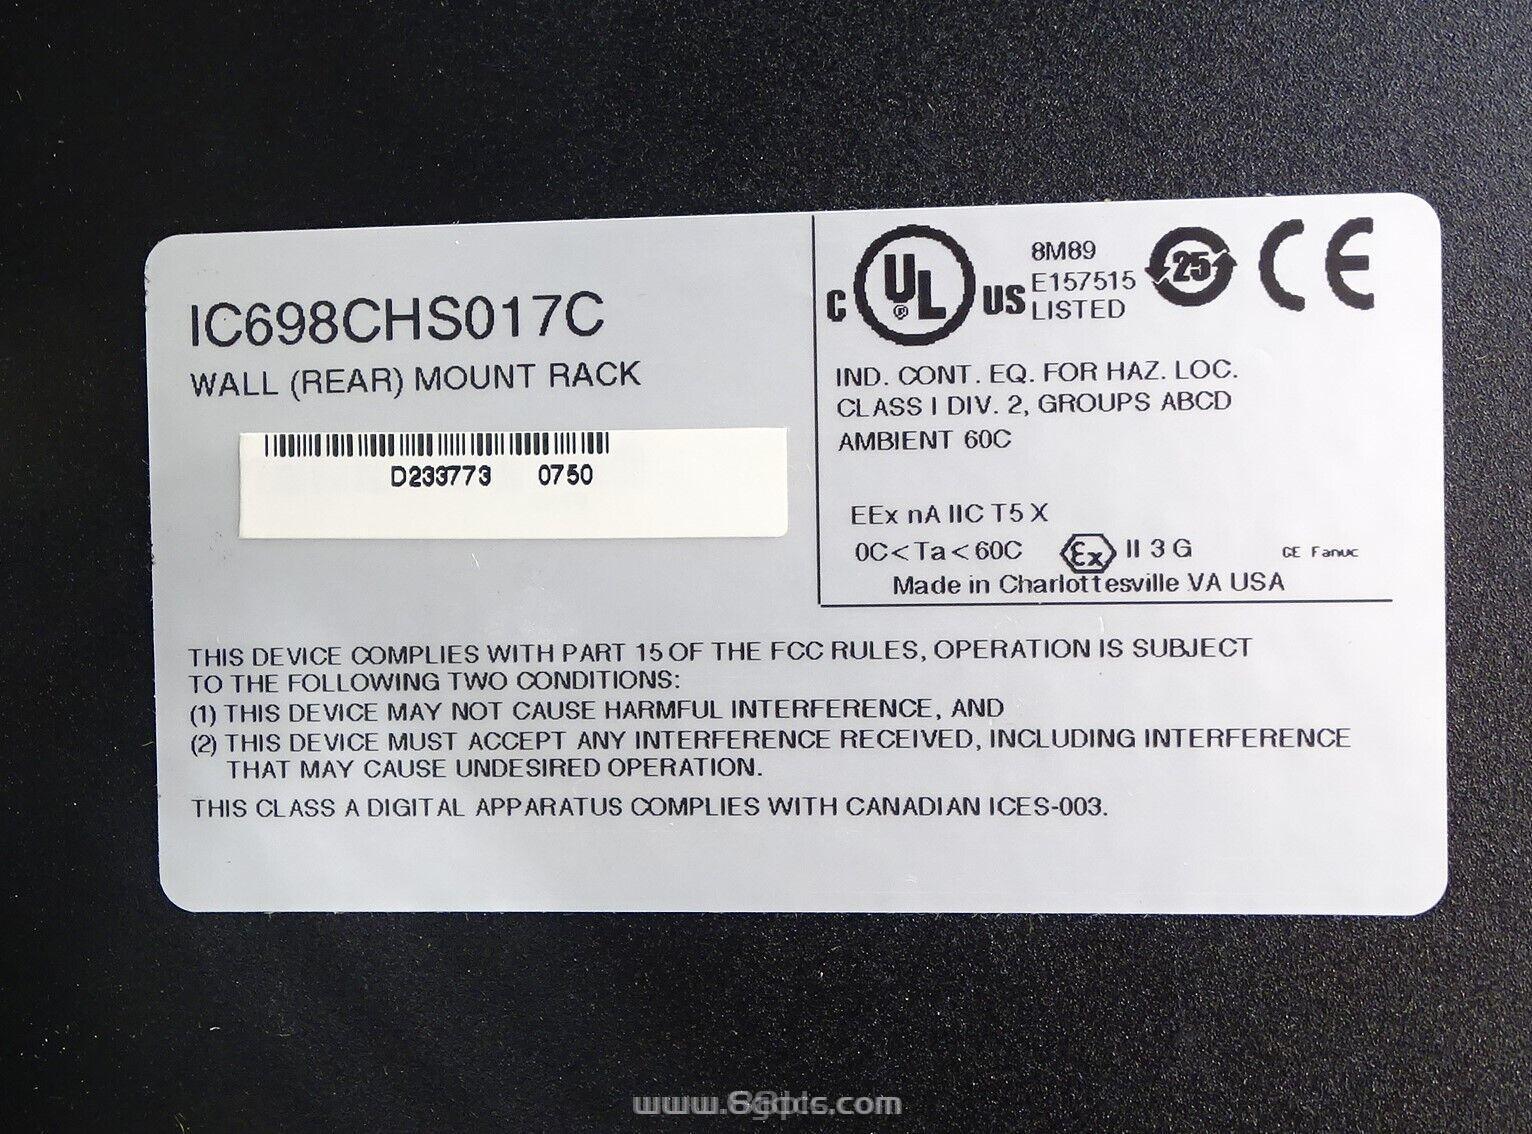 IC698CHS017C
WALL (REAR) MOUNT RACK
D233773 0750
C UL ® US
8M89
E157515
LISTED
25
CE
IND. CONT. EQ. FOR HAZ. LOC.
CLASS I DIV. 2, GROUPS ABCD
AMBIENT 60C
EEx nA IIC T5 X
0C<Ta<60C Ex II 3 G GE Fanuc
Made in Charlottesville VA USA
THIS DEVICE COMPLIES WITH PART 15 OF THE FCC RULES, OPERATION IS SUBJECT
TO THE FOLLOWING TWO CONDITIONS:
(1) THIS DEVICE MAY NOT CAUSE HARMFUL INTERFERENCE, AND
(2) THIS DEVICE MUST ACCEPT ANY INTERFERENCE RECEIVED, INCLUDING INTERFERENCE
THAT MAY CAUSE UNDESIRED OPERATION.
THIS CLASS A DIGITAL APPARATUS COMPLIES WITH CANADIAN ICES-003.